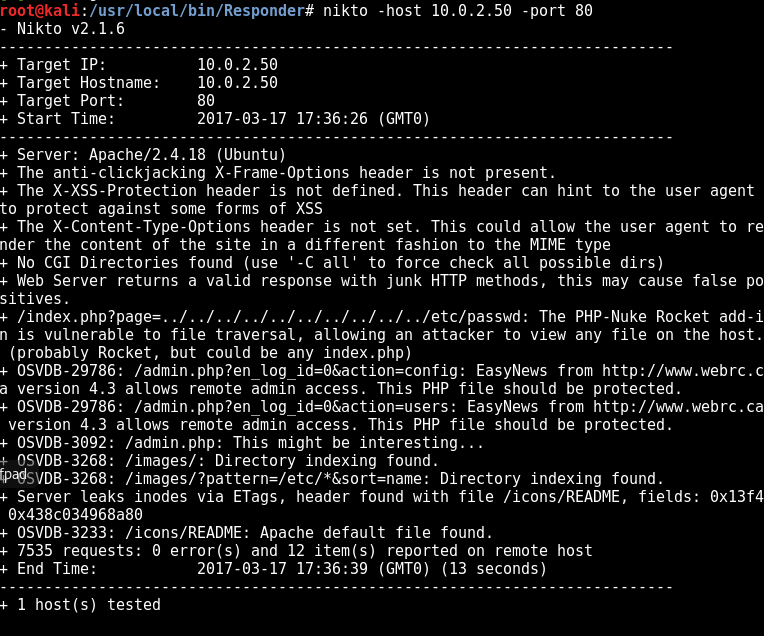 root@kali:/usr/local/bin/Responder# nikto -host 10.0.2.50 -port 80
- Nikto v2.1.6
---------------------------------------------------------------------------
+ Target IP:          10.0.2.50
+ Target Hostname:    10.0.2.50
+ Target Port:        80
+ Start Time:         2017-03-17 17:36:26 (GMT0)
---------------------------------------------------------------------------
+ Server: Apache/2.4.18 (Ubuntu)
+ The anti-clickjacking X-Frame-Options header is not present.
+ The X-XSS-Protection header is not defined. This header can hint to the user agent
to protect against some forms of XSS
+ The X-Content-Type-Options header is not set. This could allow the user agent to re
nder the content of the site in a different fashion to the MIME type
+ No CGI Directories found (use '-C all' to force check all possible dirs)
+ Web Server returns a valid response with junk HTTP methods, this may cause false po
sitives.
+ /index.php?page=../../../../../../../../../../etc/passwd: The PHP-Nuke Rocket add-i
n is vulnerable to file traversal, allowing an attacker to view any file on the host.
 (probably Rocket, but could be any index.php)
+ OSVDB-29786: /admin.php?en_log_id=0&action=config: EasyNews from http://www.webrc.c
a version 4.3 allows remote admin access. This PHP file should be protected.
+ OSVDB-29786: /admin.php?en_log_id=0&action=users: EasyNews from http://www.webrc.ca
 version 4.3 allows remote admin access. This PHP file should be protected.
+ OSVDB-3092: /admin.php: This might be interesting...
+ OSVDB-3268: /images/: Directory indexing found.
fpad
+ OSVDB-3268: /images/?pattern=/etc/*&sort=name: Directory indexing found.
+ Server leaks inodes via ETags, header found with file /icons/README, fields: 0x13f4
 0x438c034968a80
+ OSVDB-3233: /icons/README: Apache default file found.
+ 7535 requests: 0 error(s) and 12 item(s) reported on remote host
+ End Time:           2017-03-17 17:36:39 (GMT0) (13 seconds)
---------------------------------------------------------------------------
+ 1 host(s) tested